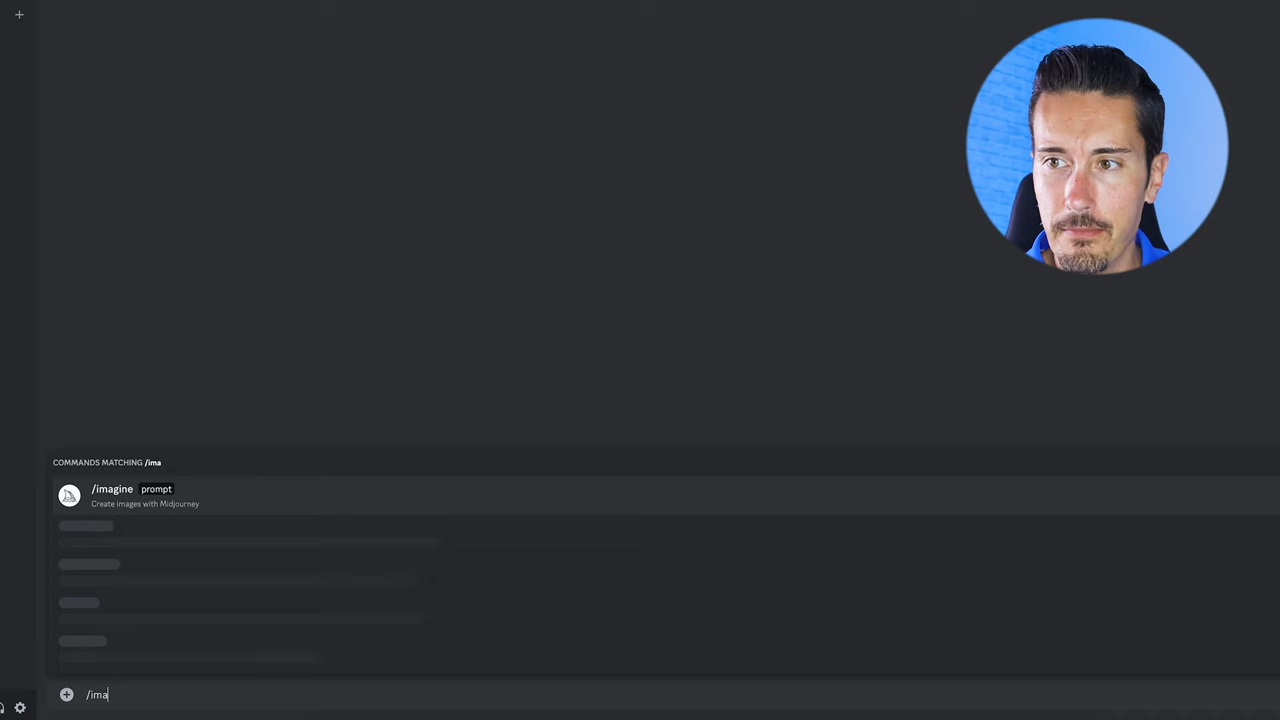 COMMANDS MATCHING /ima
/imagine prompt
Create images with Midjourney
/ima